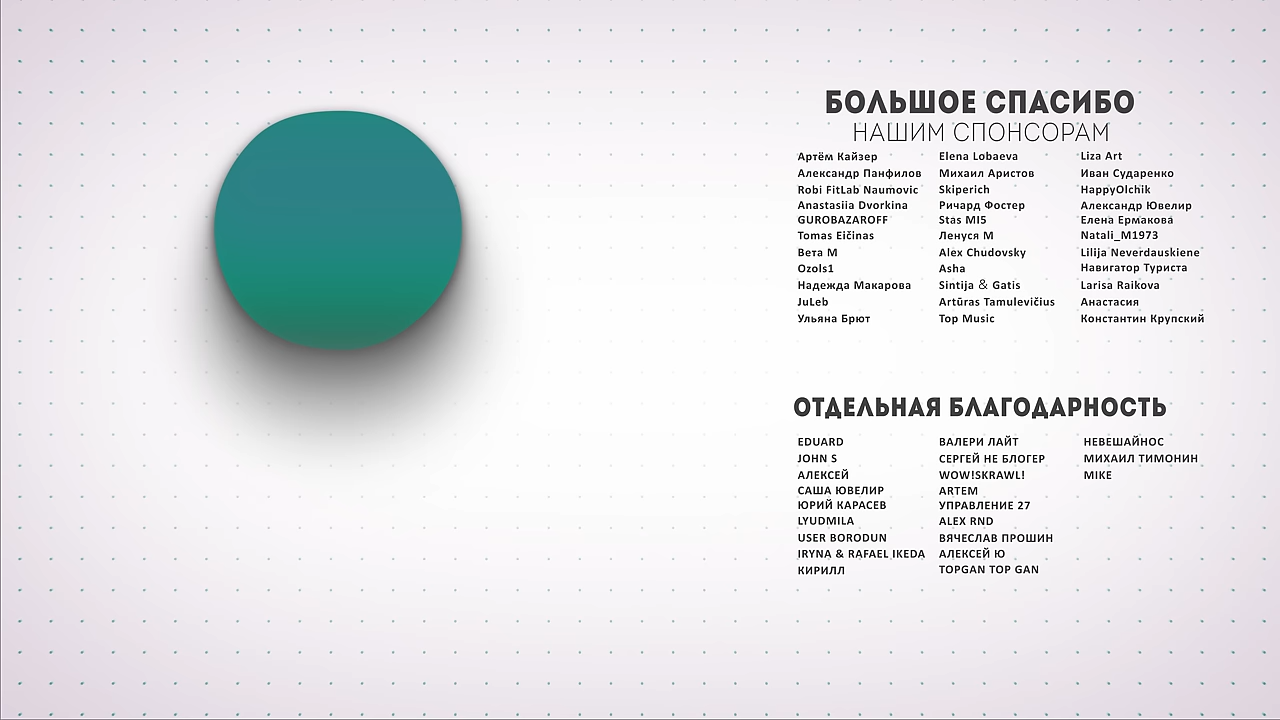 БОЛЬШОЕ СПАСИБО
НАШИМ СПОНСОРАМ
Артём Кайзер
Александр Панфилов
Robi FitLab Naumovic
Anastasiia Dvorkina
GUROBAZAROFF
Tomas Eičinas
Вета М
Ozols1
Надежда Макарова
JuLeb
Ульяна Брют
Elena Lobaeva
Михаил Аристов
Skiperich
Ричард Фостер
Stas MI5
Ленуся М
Alex Chudovsky
Asha
Sintija & Gatis
Artūras Tamulevičius
Top Music
Liza Art
Иван Сударенко
HappyOlchik
Александр Ювелир
Елена Ермакова
Natali_M1973
Lilija Neverdauskiene
Навигатор Туриста
Larisa Raikova
Анастасия
Константин Крупский
ОТДЕЛЬНАЯ БЛАГОДАРНОСТЬ
EDUARD
JOHN S
АЛЕКСЕЙ
САША ЮВЕЛИР
ЮРИЙ КАРАСЕВ
LYUDMILA
USER BORODUN
IRYNA & RAFAEL IKEDA
КИРИЛЛ
ВАЛЕРИ ЛАЙТ
СЕРГЕЙ НЕ БЛОГЕР
WOW!SKRAWL!
ARTEM
УПРАВЛЕНИЕ 27
ALEX RND
ВЯЧЕСЛАВ ПРОШИН
АЛЕКСЕЙ Ю
TOPGAN TOP GAN
НЕВЕШАЙНОС
МИХАИЛ ТИМОНИН
MIKE